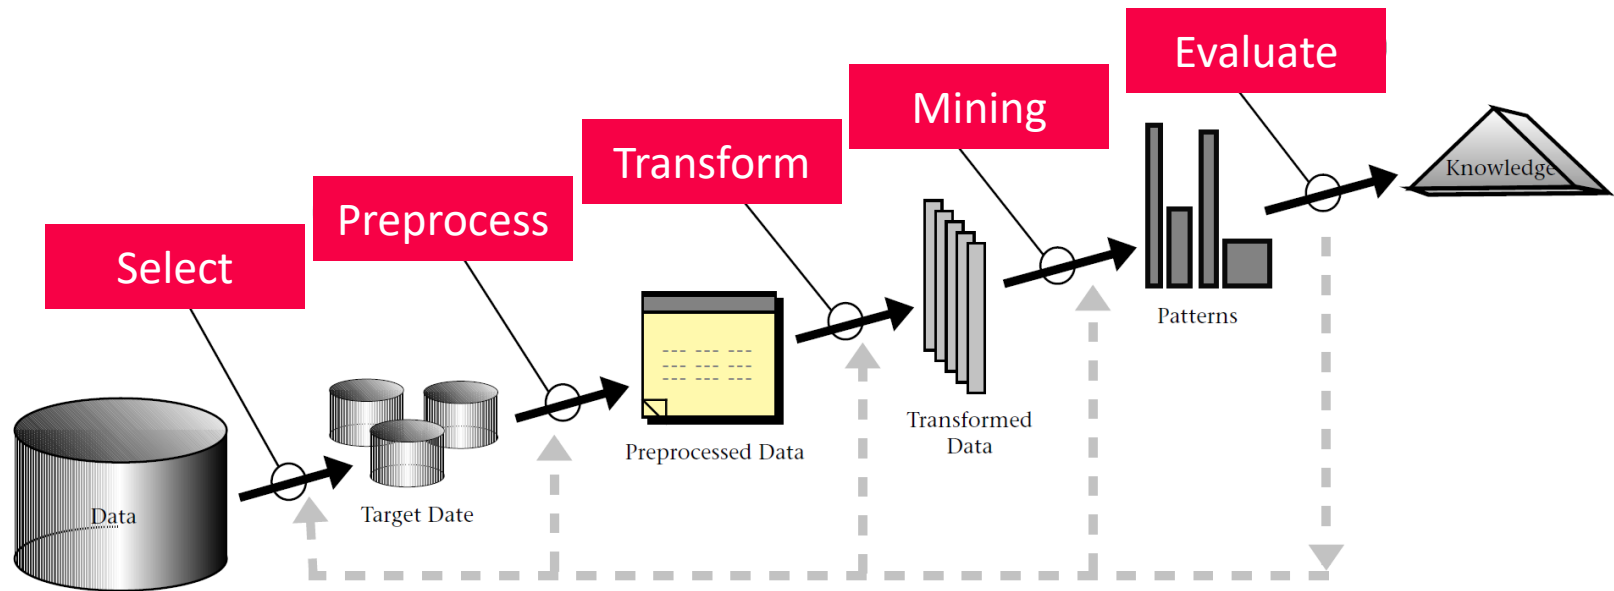 Evaluate
Mining
Transform
Preprocess
Select
Knowledge
Patterns
Transformed
Data
Preprocessed Data
Target Date
Data
--- --- ---
--- --- ---
--- --- ---